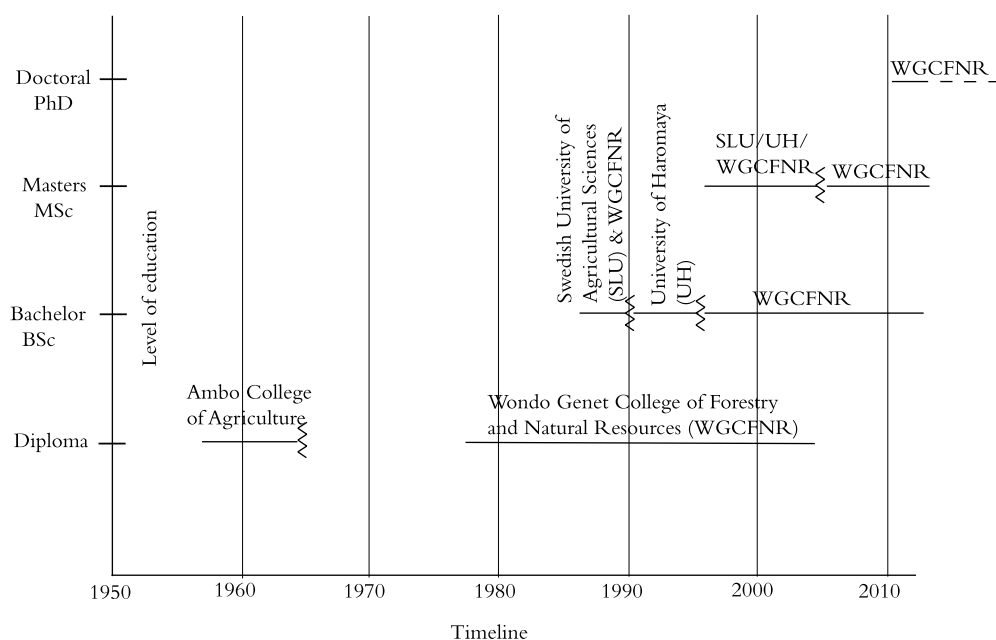 WGCFNR
Doctoral
PhD
SLU/UH/
WGCFNR
WGCFNR
Masters
MSc
Swedish University of
Agricultural Sciences
(SLU) & WGCFNR
University of Haromaya
(UH)
WGCFNR
Bachelor
BSc
Level of education
Ambo College
of Agriculture
Wondo Genet College of Forestry
and Natural Resources (WGCFNR)
Diploma
1950 1960 1970 1980 1990 2000 2010
Timeline